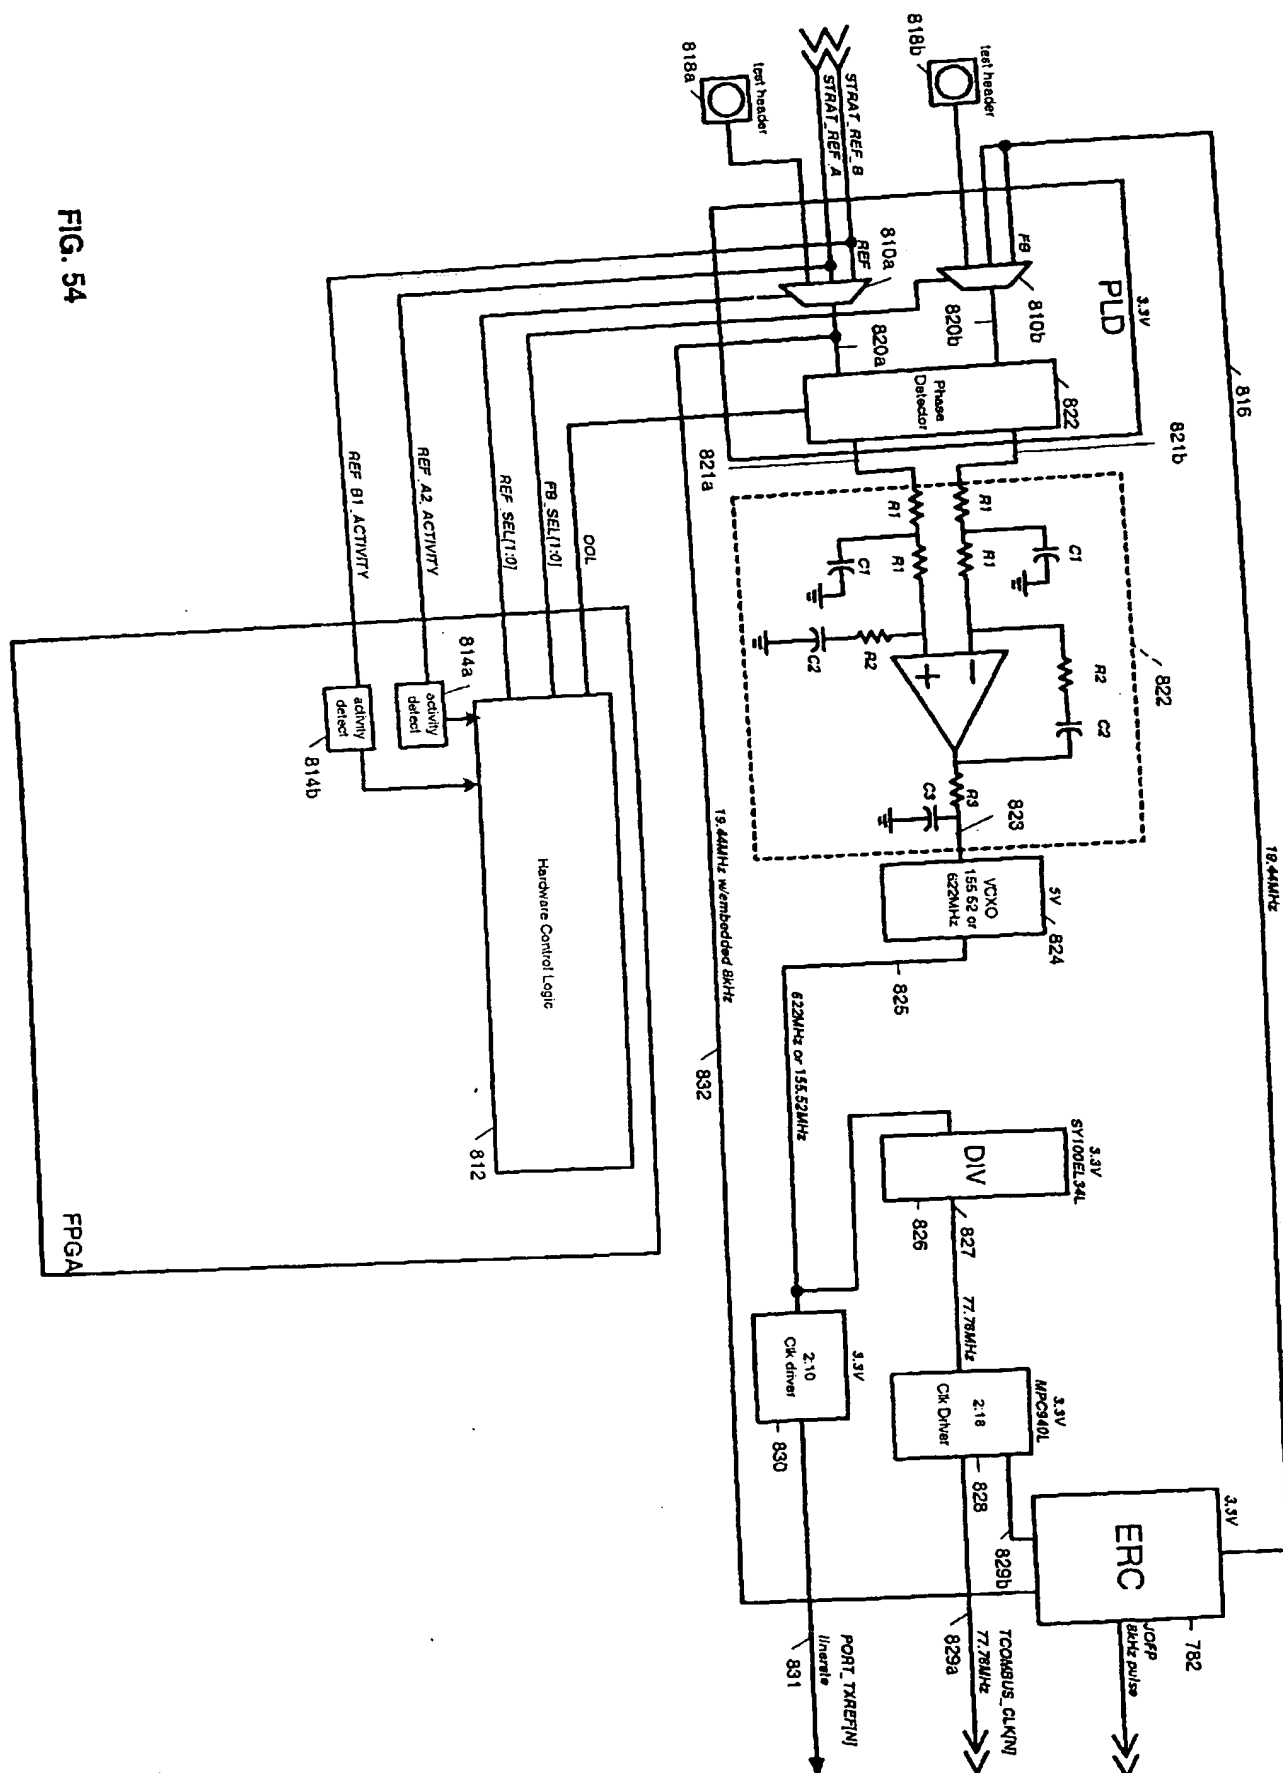 818b
test header
818a
test header
STRAT_REF_B
STRAT_REF_A
FB
REF
810a
810b
820b
820a
PLD
3.3V
816
Phase
Detector
822
821b
821a
R1
R1
C1
R1
R1
C1
R2
C2
R2
C2
+
−
822
R3
C3
823
5V
VCXO
155.52 or
622MHz
824
825
622MHz or 155.52MHz
19.44MHz
19.44MHz w/embedded 8kHz
832
3.3V
SY100EL34L
DIV
826
827
77.78MHz
3.3V
MPC940L
2:18
Clk Driver
828
829b
3.3V
2:10
Clk driver
830
3.3V
ERC
782
JOFP
8kHz pulse
TCOMBUS_CLK[N]
77.78MHz
829a
PORT_TXREF[N]
linerate
831
OCL
FB_SEL[1:0]
REF_SEL[1:0]
REF_A2_ACTIVITY
REF_B1_ACTIVITY
814a
activity
detect
activity
detect
814b
Hardware Control Logic
812
FPGA
FIG. 54